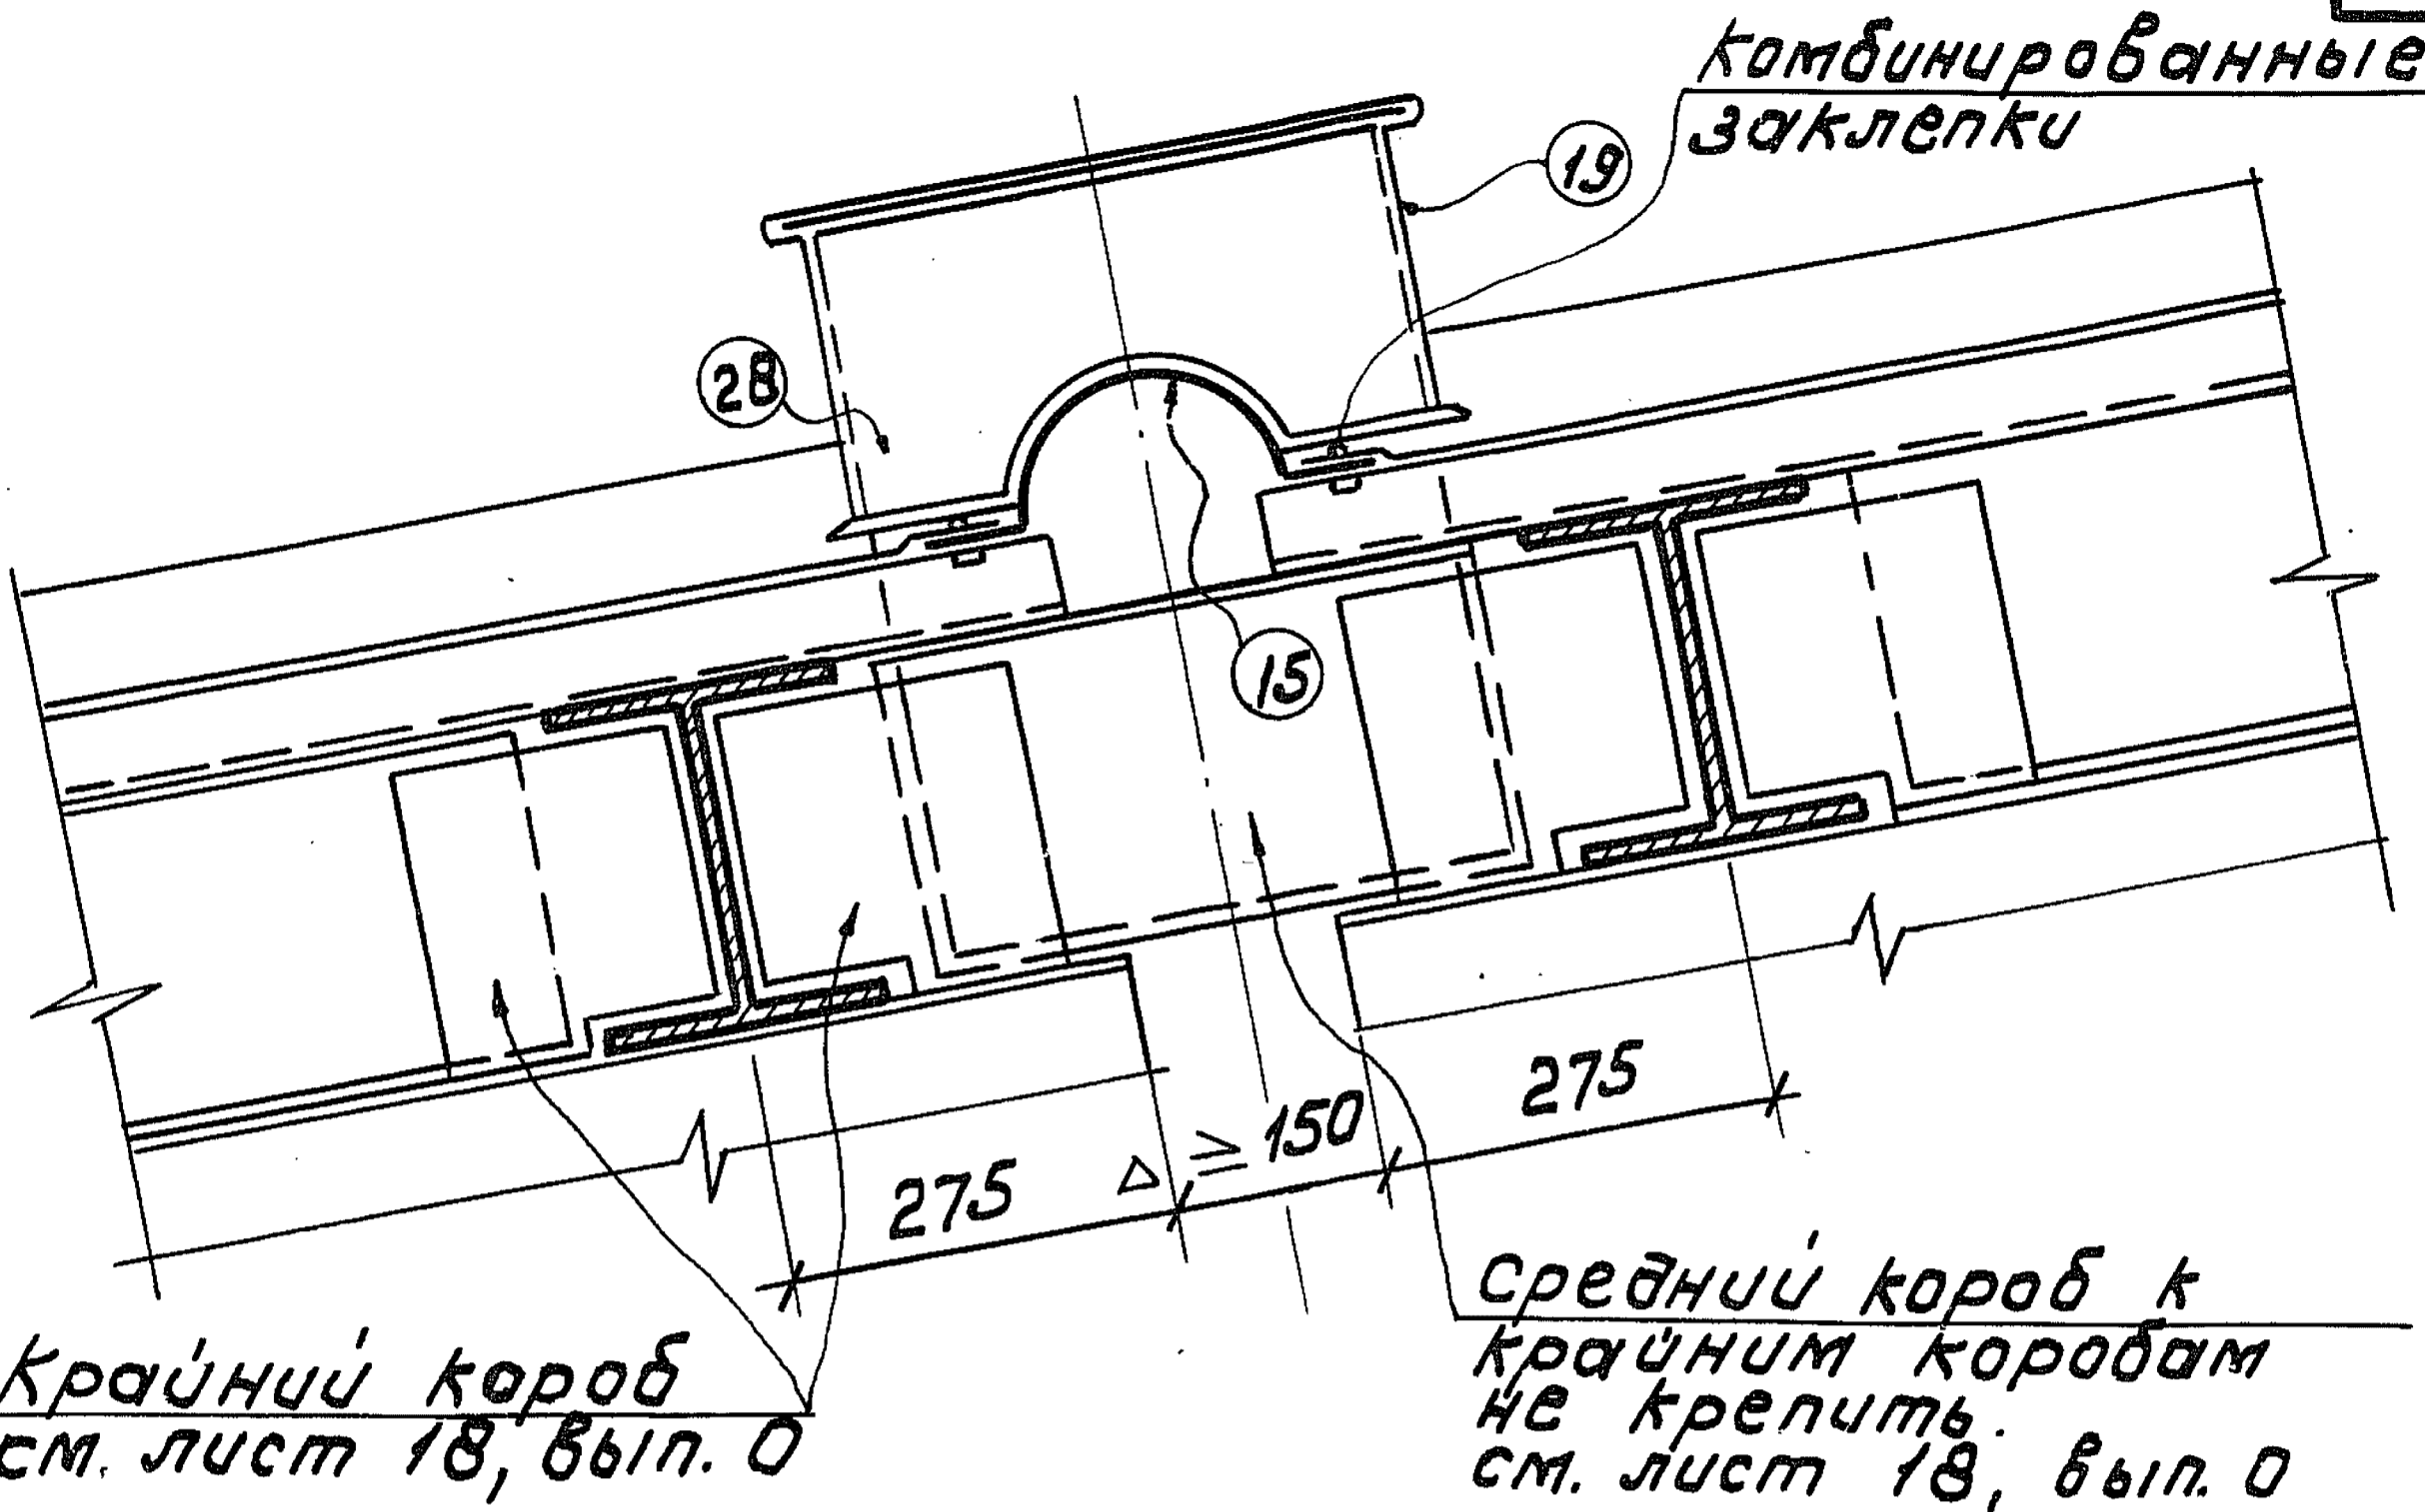 комбинированные
заклепки
19
28
15
275
Δ ≥ 150
275
Крайний короб
см. лист 18, вып. 0
Средний короб к
крайним коробам
не крепить.
см. лист 18, вып. 0